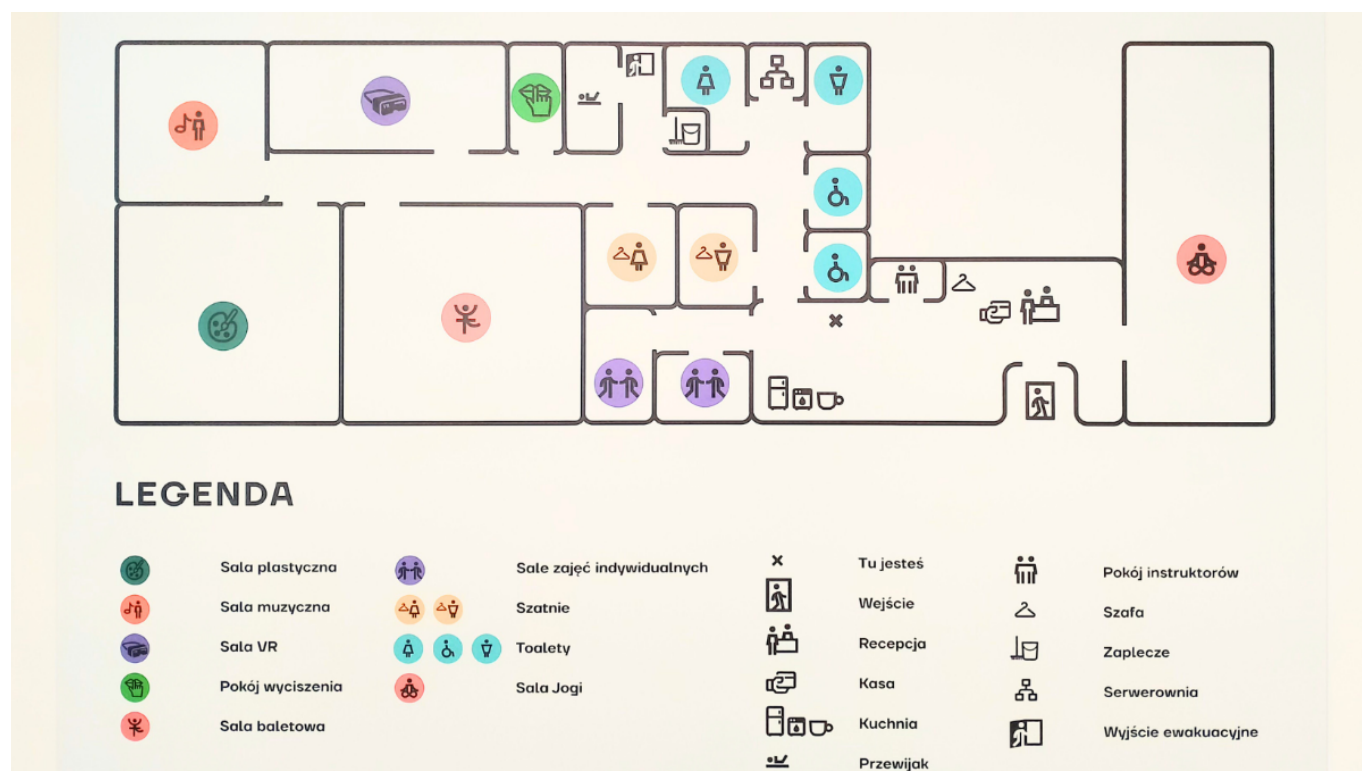 LEGENDA
Sala plastyczna
Sala muzyczna
Sala VR
Pokój wyciszenia
Sala baletowa
Sale zajęć indywidualnych
Szatnie
Toalety
Sala Jogi
Tu jesteś
Wejście
Recepcja
Kasa
Kuchnia
Przewijak
Pokój instruktorów
Szafa
Zaplecze
Serwerownia
Wyjście ewakuacyjne